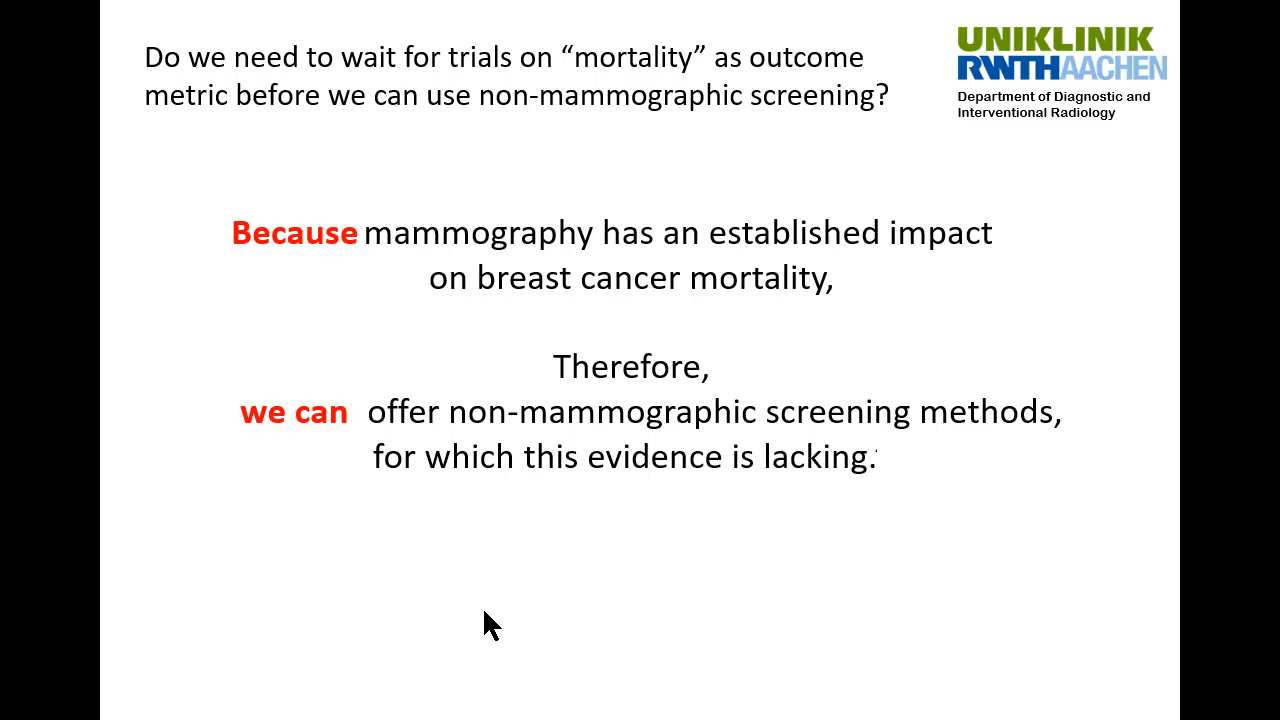 Do we need to wait for trials on “mortality” as outcome
metric before we can use non-mammographic screening?
UNIKLINIK
RWTHAACHEN
Department of Diagnostic and
Interventional Radiology
Because mammography has an established impact
on breast cancer mortality,
Therefore,
we can offer non-mammographic screening methods,
for which this evidence is lacking.